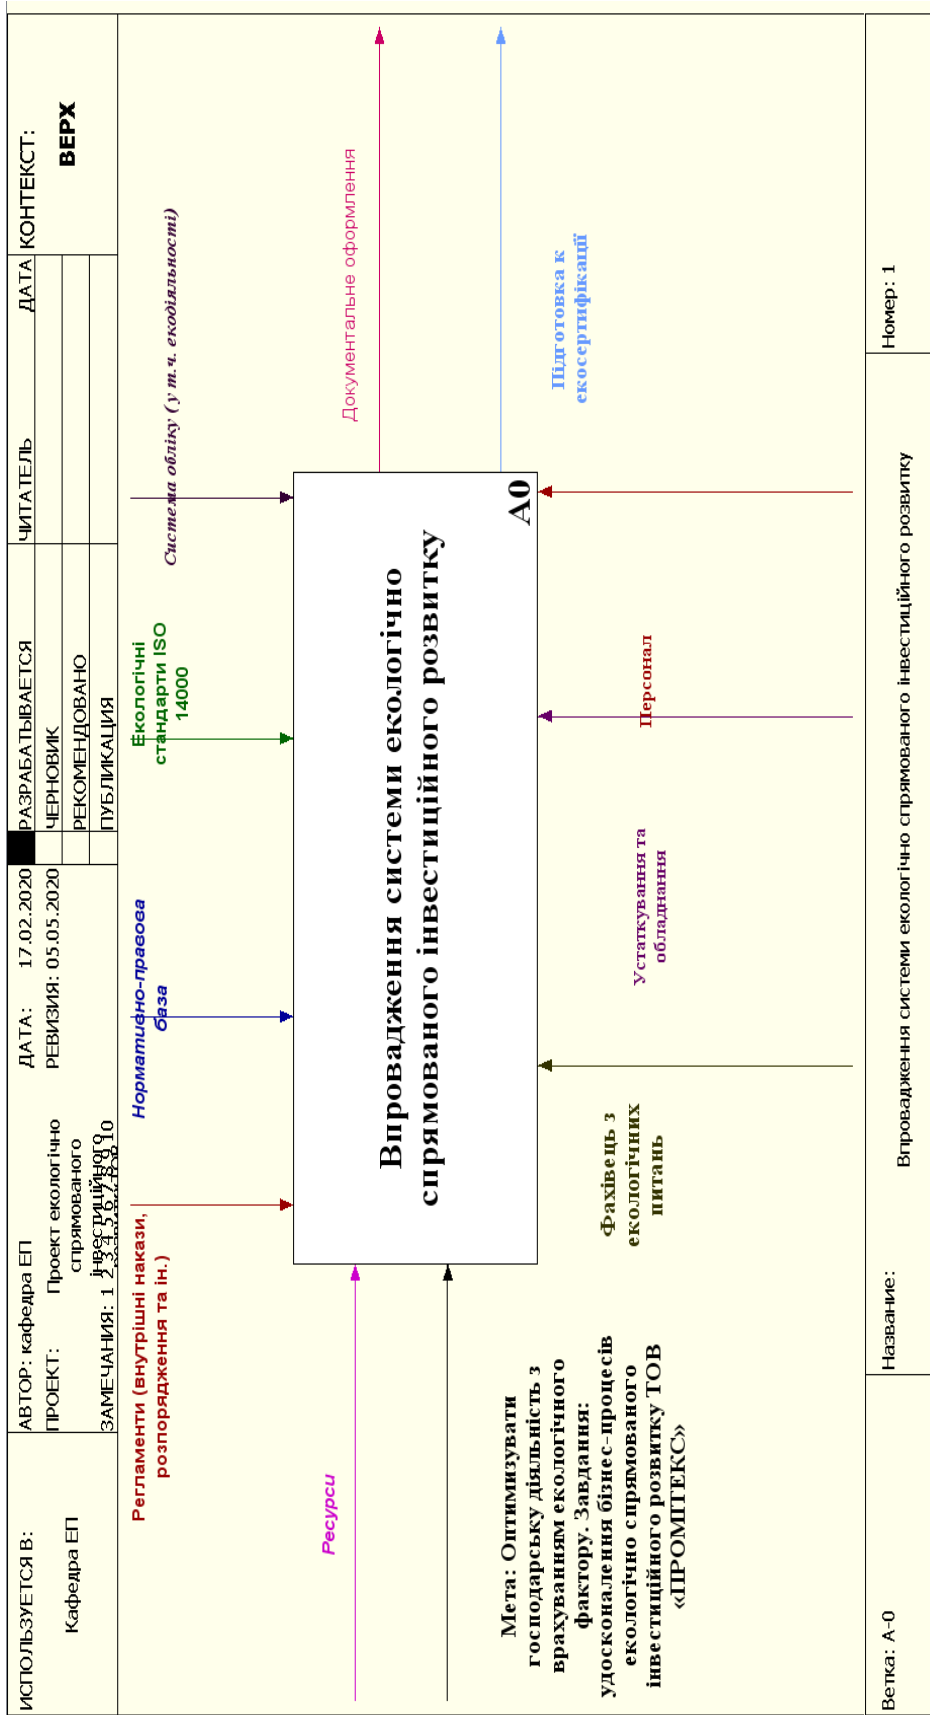 ИСПОЛЬЗУЕТСЯ В:
Кафедра ЕП
АВТОР: кафедра ЕП
ДАТА: 17.02.2020
ПРОЕКТ: Проект екологічно
спрямованого
інвестиційного
РЕВИЗИЯ: 05.05.2020
ЗАМЕЧАНИЯ: 1 2 3 4 5 6 7 8 9 10
РАЗРАБАТЫВАЕТСЯ
ЧЕРНОВИК
РЕКОМЕНДОВАНО
ПУБЛИКАЦИЯ
ЧИТАТЕЛЬ
ДАТА
КОНТЕКСТ:
ВЕРХ
Регламенти (внутрішні накази,
розпорядження та ін.)
Нормативно-правова
база
Екологічні
стандарти ISO
14000
Система обліку ( у т.ч. екодіяльності)
Ресурси
Впровадження системи екологічно
спрямованого інвестиційного розвитку
A0
Документальне оформлення
Підготовка к
екосертифікації
Мета: Оптимізувати
господарську діяльність з
врахуванням екологічного
фактору. Завдання:
удосконалення бізнес-процесів
екологічно спрямованого
інвестиційного розвитку ТОВ
«ПРОМІТЕКС»
Фахівець з
екологічних
питань
Устаткування та
обладнання
Персонал
Ветка: A-0
Название:
Впровадження системи екологічно спрямованого інвестиційного розвитку
Номер: 1